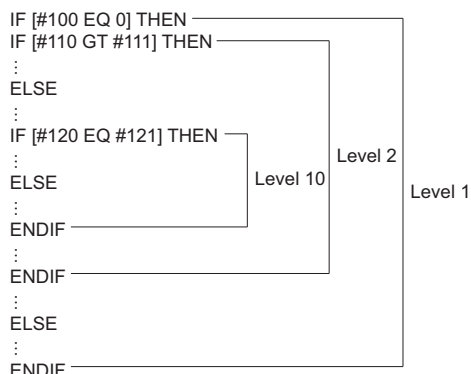 IF [#100 EQ 0] THEN
IF [#110 GT #111] THEN
⋮
ELSE
⋮
IF [#120 EQ #121] THEN
⋮
ELSE
⋮
ENDIF
⋮
ENDIF
⋮
ELSE
⋮
ENDIF
Level 10
Level 2
Level 1